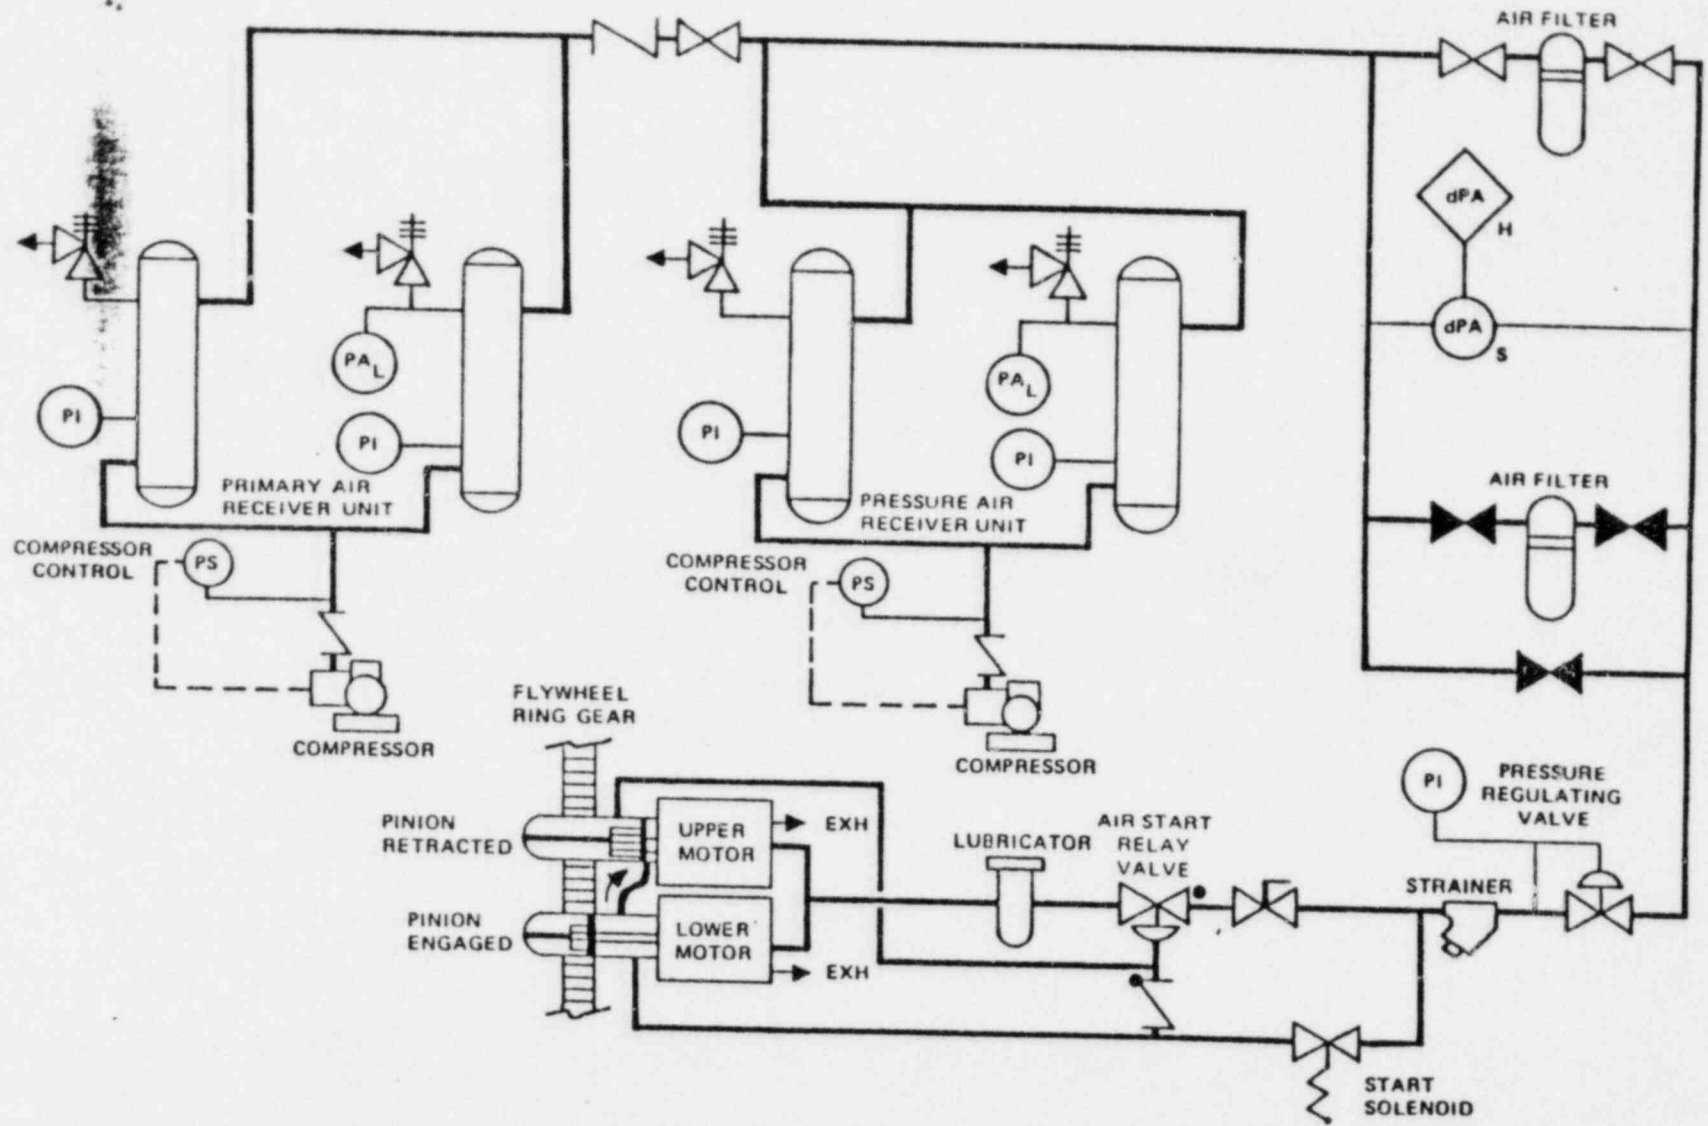 AIR FILTER
dPA
H
dPA
S
PA L
PA L
PI
PI
PI
PI
PRIMARY AIR
RECEIVER UNIT
PRESSURE AIR
RECEIVER UNIT
AIR FILTER
COMPRESSOR
CONTROL
PS
COMPRESSOR
CONTROL
PS
COMPRESSOR
COMPRESSOR
FLYWHEEL
RING GEAR
PI
PRESSURE
REGULATING
VALVE
PINION
RETRACTED
UPPER
MOTOR
EXH
LUBRICATOR
AIR START
RELAY
VALVE
STRAINER
PINION
ENGAGED
LOWER
MOTOR
EXH
START
SOLENOID